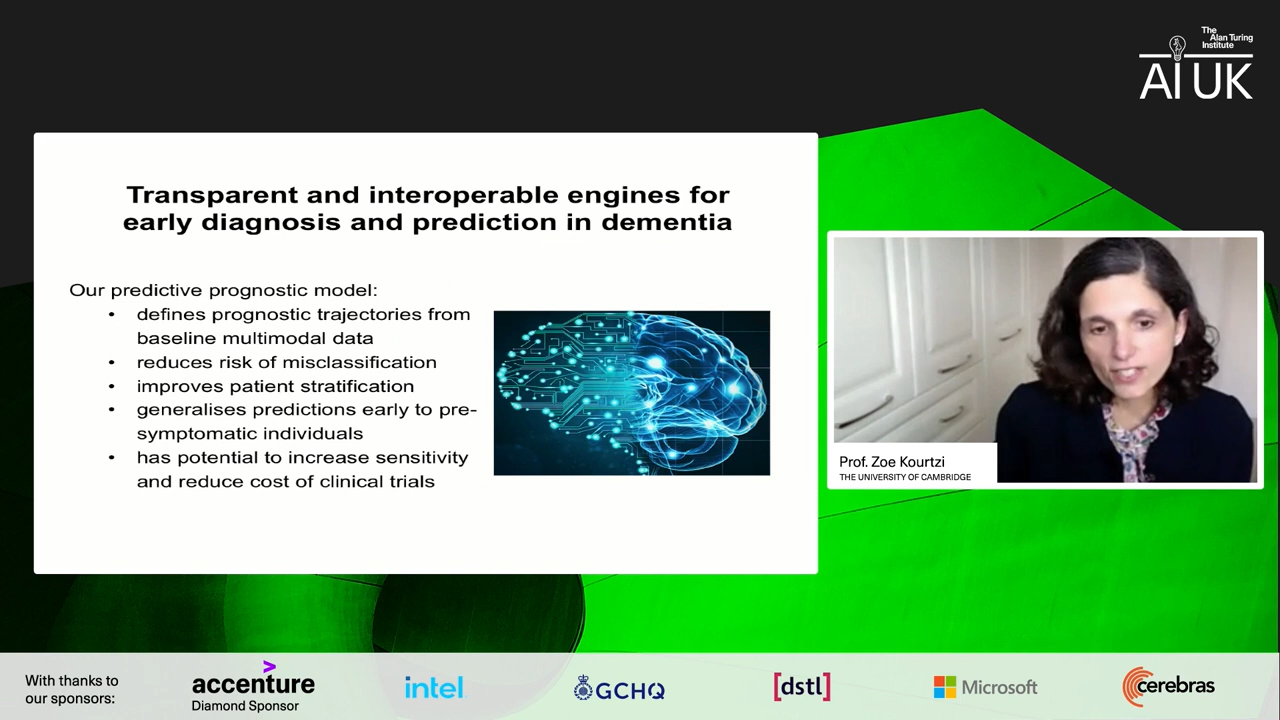 The
Alan Turing
Institute
AI UK
Transparent and interoperable engines for
early diagnosis and prediction in dementia
Our predictive prognostic model:
• defines prognostic trajectories from
baseline multimodal data
• reduces risk of misclassification
• improves patient stratification
• generalises predictions early to pre-
symptomatic individuals
• has potential to increase sensitivity
and reduce cost of clinical trials
Prof. Zoe Kourtzi
THE UNIVERSITY OF CAMBRIDGE
With thanks to
our sponsors:
>
accenture
Diamond Sponsor
intel
GCHQ
[dstl]
Microsoft
cerebras